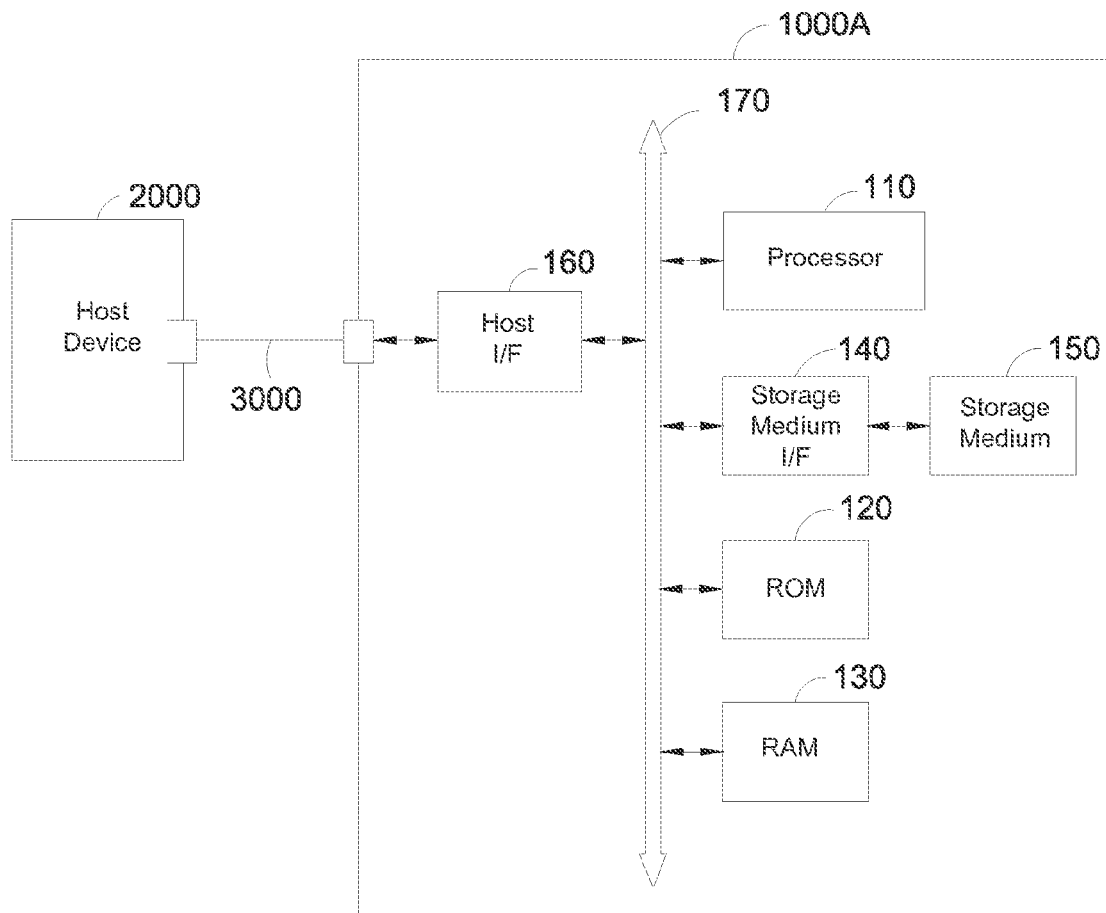 1000A
170
2000
110
Processor
160
Host
Device
Host
I/F
3000
140
150
Storage
Medium
I/F
Storage
Medium
120
ROM
130
RAM